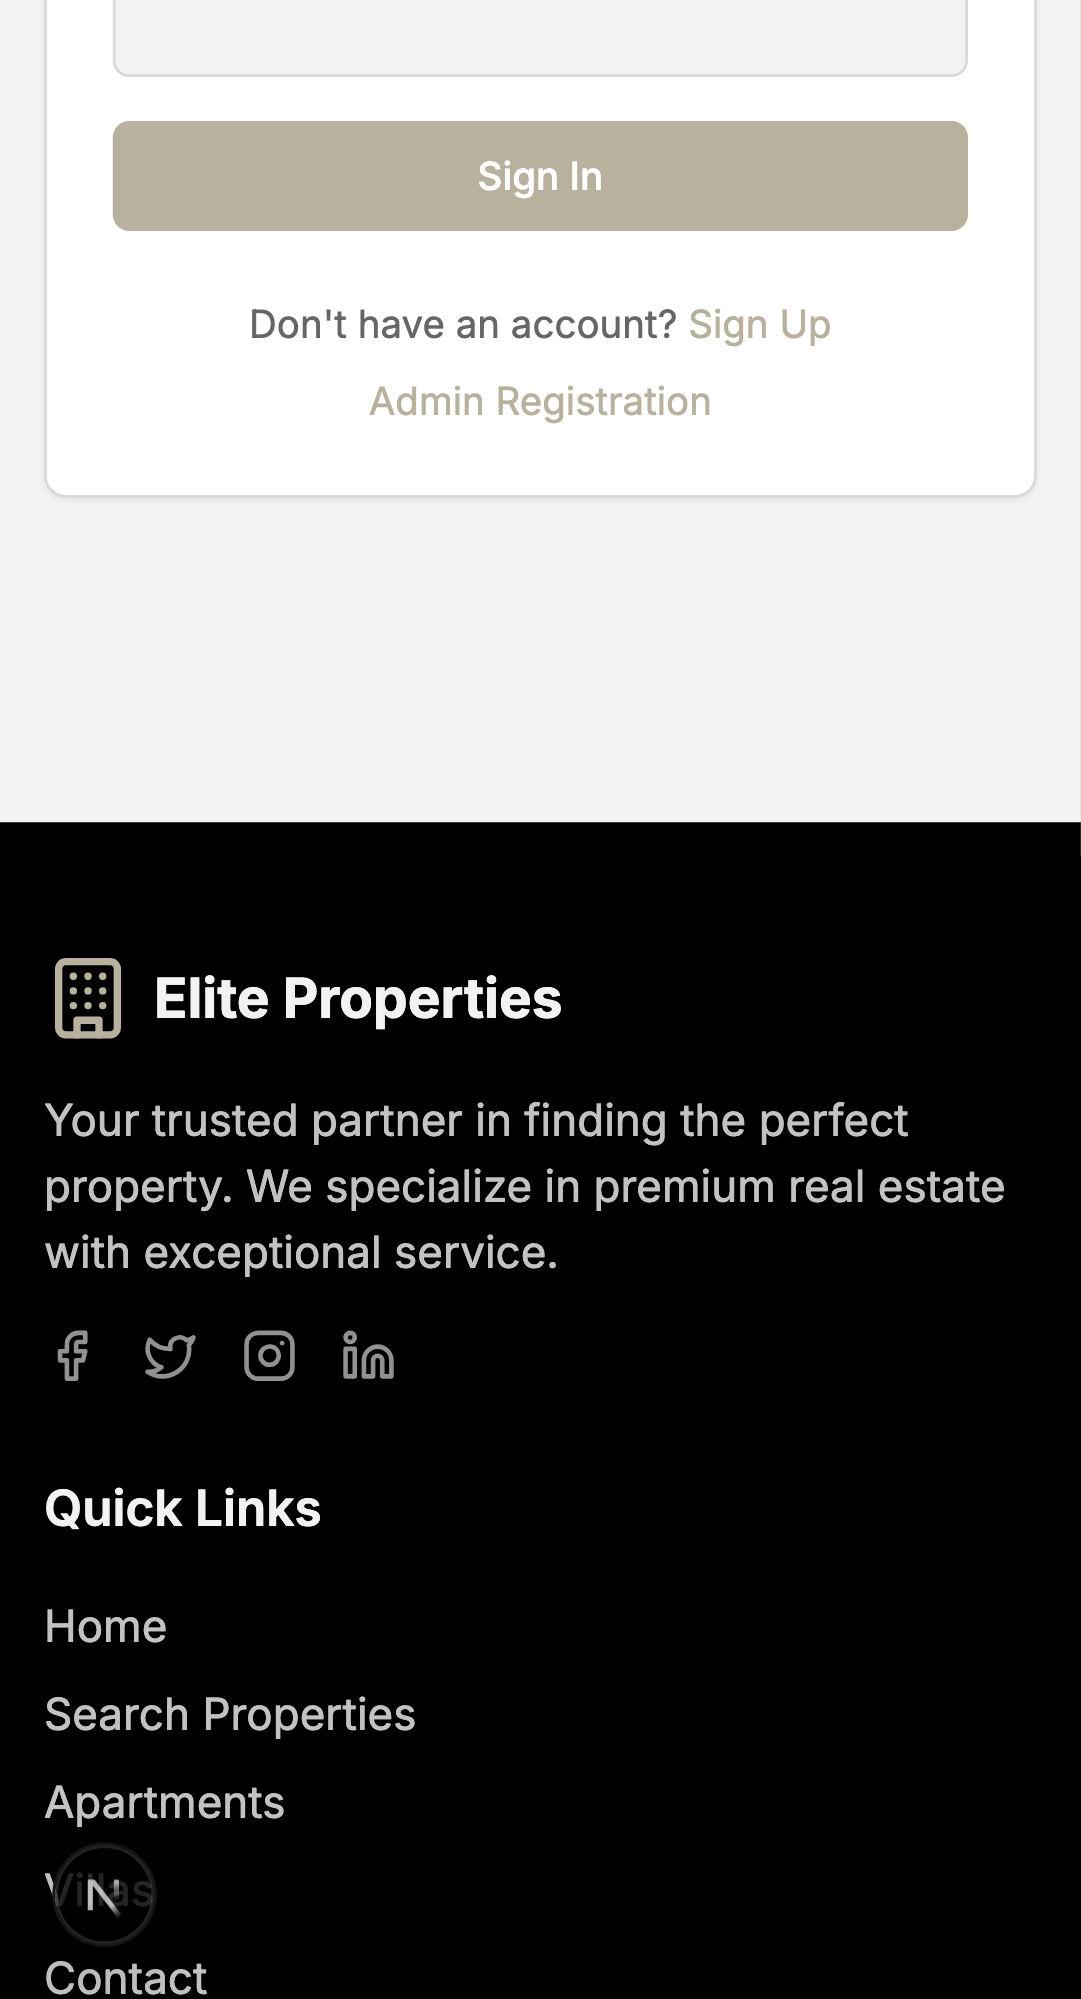 Sign In
Don't have an account? Sign Up
Admin Registration
Elite Properties
Your trusted partner in finding the perfect
property. We specialize in premium real estate
with exceptional service.
Quick Links
Home
Search Properties
Apartments
Villas
N
Contact